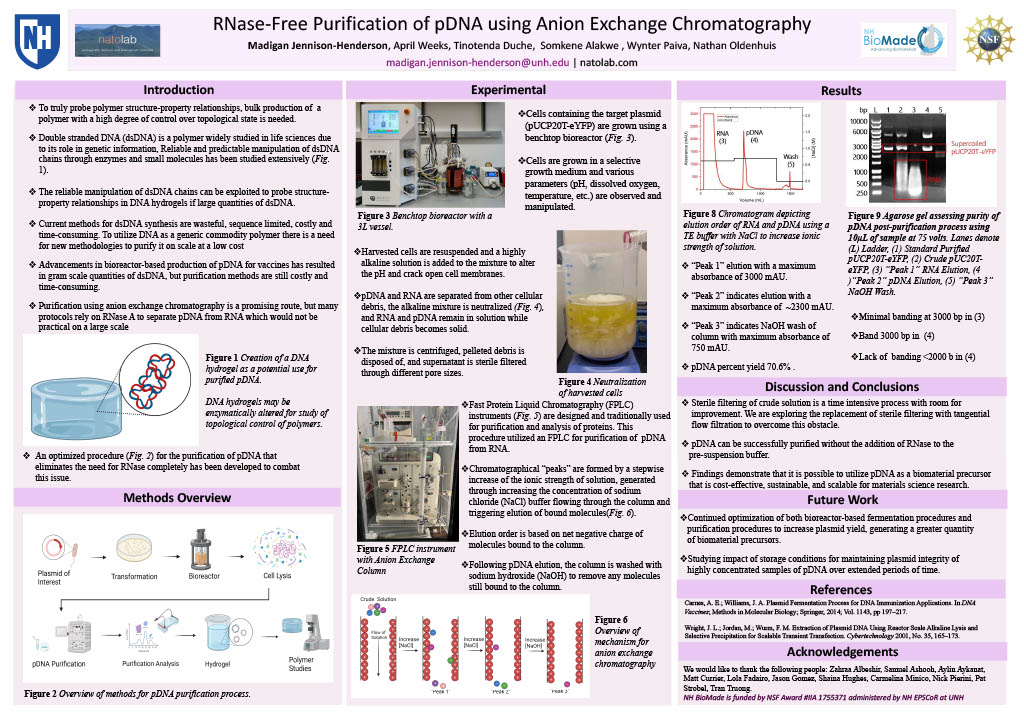 RNase-Free Purification of pDNA using Anion Exchange Chromatography
natolab
Madigan Jennison-Henderson, April Weeks, Tinotenda Duche, Somkene Alakwe , Wynter Paiva, Nathan Oldenhuis
madigan.jennison-henderson@unh.edu | natolab.com
NH
BioMade
Advancing Biomaterials
NSF
NH
Introduction
❖ To truly probe polymer structure-property relationships, bulk production of a
polymer with a high degree of control over topological state is needed.
❖ Double stranded DNA (dsDNA) is a polymer widely studied in life sciences due
to its role in genetic information, Reliable and predictable manipulation of dsDNA
chains through enzymes and small molecules has been studied extensively (Fig.
1).
❖ The reliable manipulation of dsDNA chains can be exploited to probe structure-
property relationships in DNA hydrogels if large quantities of dsDNA.
❖ Current methods for dsDNA synthesis are wasteful, sequence limited, costly and
time-consuming. To utilize DNA as a generic commodity polymer there is a need
for new methodologies to purify it on scale at a low cost
❖ Advancements in bioreactor-based production of pDNA for vaccines has resulted
in gram scale quantities of dsDNA, but purification methods are still costly and
time-consuming.
❖ Purification using anion exchange chromatography is a promising route, but many
protocols rely on RNase A to separate pDNA from RNA which would not be
practical on a large scale
Figure 1 Creation of a DNA
hydrogel as a potential use for
purified pDNA.
DNA hydrogels may be
enzymatically altered for study of
topological control of polymers.
❖ An optimized procedure (Fig. 2) for the purification of pDNA that
eliminates the need for RNase completely has been developed to combat
this issue.
Methods Overview
Plasmid of
Interest
Transformation
Bioreactor
Cell Lysis
pDNA Purification
Purification Analysis
Hydrogel
Polymer
Studies
Figure 2 Overview of methods for pDNA purification process.
Experimental
Figure 3 Benchtop bioreactor with a
3L vessel.
❖Cells containing the target plasmid
(pUCP20T-eYFP) are grown using a
benchtop bioreactor (Fig. 3).
❖Cells are grown in a selective
growth medium and various
parameters (pH, dissolved oxygen,
temperature, etc.) are observed and
manipulated.
❖Harvested cells are resuspended and a highly
alkaline solution is added to the mixture to alter
the pH and crack open cell membranes.
❖pDNA and RNA are separated from other cellular
debris, the alkaline mixture is neutralized (Fig. 4),
and RNA and pDNA remain in solution while
cellular debris becomes solid.
❖The mixture is centrifuged, pelleted debris is
disposed of, and supernatant is sterile filtered
through different pore sizes.
Figure 4 Neutralization
of harvested cells
❖Fast Protein Liquid Chromatography (FPLC)
instruments (Fig. 5) are designed and traditionally used
for purification and analysis of proteins. This
procedure utilized an FPLC for purification of pDNA
from RNA.
❖Chromatographical “peaks” are formed by a stepwise
increase of the ionic strength of solution, generated
through increasing the concentration of sodium
chloride (NaCl) buffer flowing through the column and
triggering elution of bound molecules(Fig. 6).
❖Elution order is based on net negative charge of
molecules bound to the column.
❖Following pDNA elution, the column is washed with
sodium hydroxide (NaOH) to remove any molecules
still bound to the column.
Figure 5 FPLC instrument
with Anion Exchange
Column
Crude Solution
Flow of
Solution
Increase
[NaCl]
Increase
[NaCl]
Increase
[NaOH]
'Peak 1'
'Peak 2'
'Peak 3'
Figure 6
Overview of
mechanism for
anion exchange
chromatography
Results
RNA
(3)
pDNA
(4)
Wash
(5)
Absorbance (mAU)
[NaCl] (M)
Volume (mL)
bp L 1 2 3 4 5
10000
6000
3000
1000
500
250
Supercoiled
pUCP20T-eYFP
RNA
Figure 8 Chromatogram depicting
elution order of RNA and pDNA using a
TE buffer with NaCl to increase ionic
strength of solution.
❖ “Peak 1” elution with a maximum
absorbance of 3000 mAU.
❖ “Peak 2” indicates elution with a
maximum absorbance of ~2300 mAU.
❖ “Peak 3” indicates NaOH wash of
column with maximum absorbance of
750 mAU.
❖ pDNA percent yield 70.6% .
Figure 9 Agarose gel assessing purity of
pDNA post-purification process using
10µL of sample at 75 volts. Lanes denote
(L) Ladder, (1) Standard Purified
pUCP20T-eYFP, (2) Crude pUC20T-
eYFP, (3) “Peak 1” RNA Elution, (4
)“Peak 2” pDNA Elution, (5) “Peak 3”
NaOH Wash.
❖Minimal banding at 3000 bp in (3)
❖Band 3000 bp in (4)
❖Lack of banding <2000 b in (4)
Discussion and Conclusions
❖ Sterile filtering of crude solution is a time intensive process with room for
improvement. We are exploring the replacement of sterile filtering with tangential
flow filtration to overcome this obstacle.
❖ pDNA can be successfully purified without the addition of RNase to the
pre-suspension buffer.
❖ Findings demonstrate that it is possible to utilize pDNA as a biomaterial precursor
that is cost-effective, sustainable, and scalable for materials science research.
Future Work
❖Continued optimization of both bioreactor-based fermentation procedures and
purification procedures to increase plasmid yield, generating a greater quantity
of biomaterial precursors.
❖Studying impact of storage conditions for maintaining plasmid integrity of
highly concentrated samples of pDNA over extended periods of time.
References
Carnes, A. E.; Williams, J. A. Plasmid Fermentation Process for DNA Immunization Applications. In DNA
Vaccines; Methods in Molecular Biology; Springer, 2014; Vol. 1143, pp 197–217.
Wright, J. L.; Jordan, M.; Wurm, F. M. Extraction of Plasmid DNA Using Reactor Scale Alkaline Lysis and
Selective Precipitation for Scalable Transient Transfection. Cybertechnology 2001, No. 35, 165–173.
Acknowledgements
We would like to thank the following people: Zahraa Albeshir, Samuel Ashooh, Aylin Aykanat,
Matt Currier, Lola Fadairo, Jason Gomez, Shaina Hughes, Carmelina Minico, Nick Pierini, Pat
Strobel, Tran Truong.
NH BioMade is funded by NSF Award #IIA 1755371 administered by NH EPSCoR at UNH